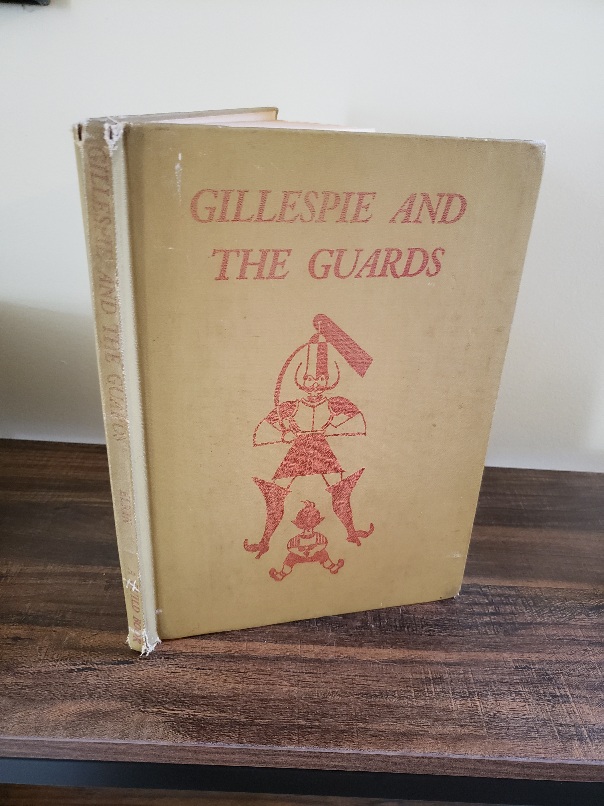 GILLESPIE AND
THE GUARDS
GILLESPIE AND THE GUARDS